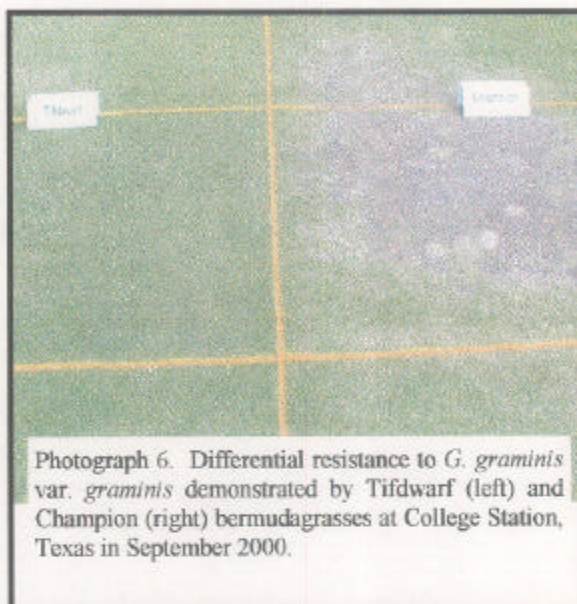 Tifdwarf
Champion
Photograph 6. Differential resistance to G. graminis
var. graminis demonstrated by Tifdwarf (left) and
Champion (right) bermudagrasses at College Station,
Texas in September 2000.